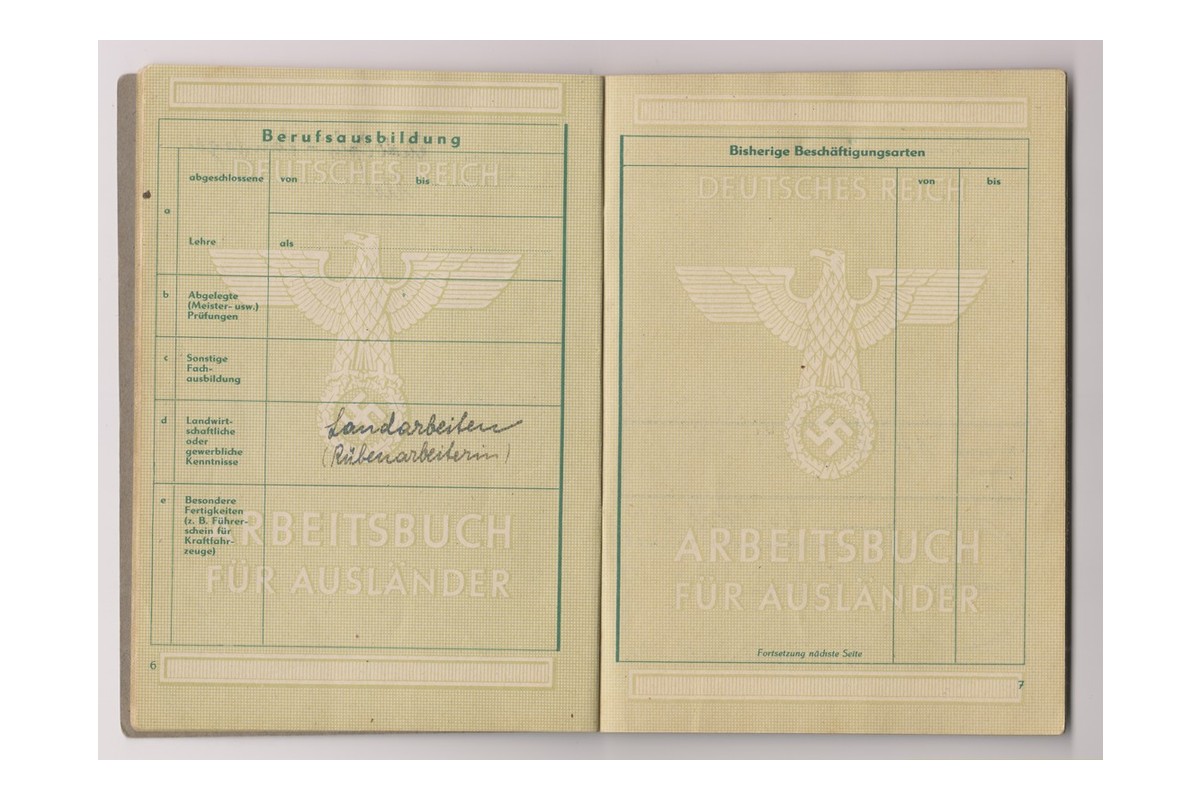 Berufsausbildung
DEUTSCHES REICH
a
abgeschlossene
von
bis
Lehre
als
b
Abgelegte
(Meister- usw.)
Prüfungen
c
Sonstige
Fach-
ausbildung
d
Landwirt-
schaftliche
oder
gewerbliche
Kenntnisse
Landarbeiten
(Rübenarbeiterin)
e
Besondere
Fertigkeiten
(z. B. Führer-
schein für
Kraftfahr-
zeuge)
ARBEITSBUCH
FÜR AUSLÄNDER
6
Bisherige Beschäftigungsarten
von
bis
DEUTSCHES REICH
ARBEITSBUCH
FÜR AUSLÄNDER
Fortsetzung nächste Seite
7